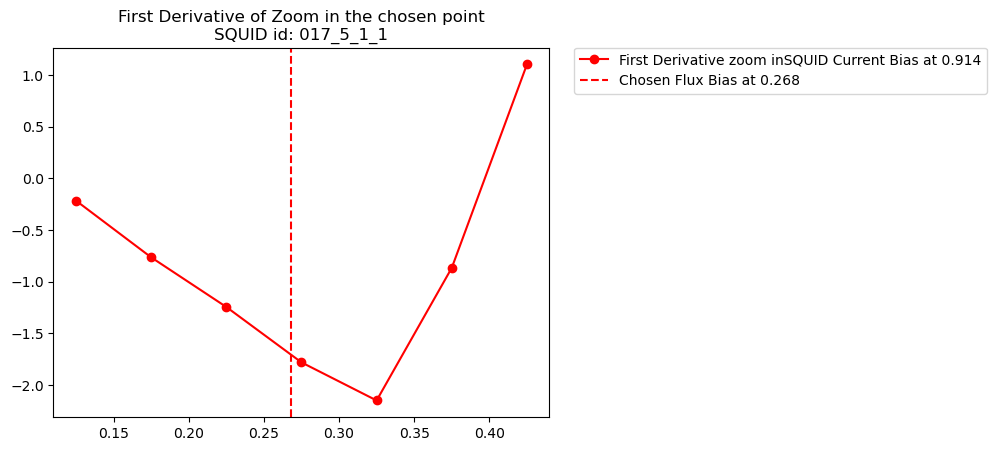 First Derivative of Zoom in the chosen point
SQUID id: 017_5_1_1
First Derivative zoom inSQUID Current Bias at 0.914
Chosen Flux Bias at 0.268
1.0
0.5
0.0
−0.5
−1.0
−1.5
−2.0
0.15 0.20 0.25 0.30 0.35 0.40